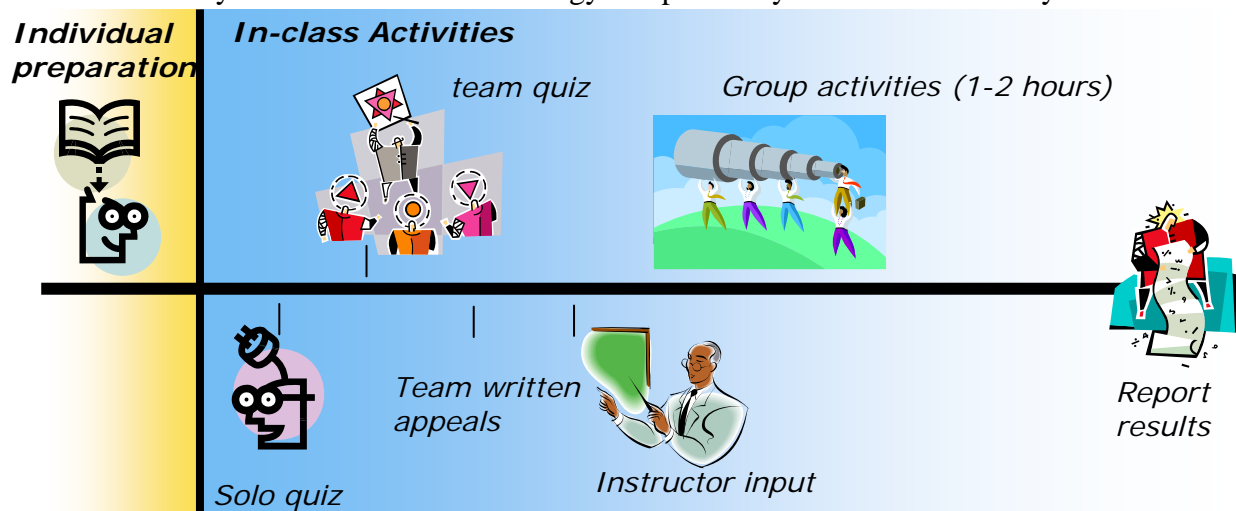 Individual
preparation
In-class Activities
team quiz
Group activities (1-2 hours)
Team written
appeals
Instructor input
Solo quiz
Report
results